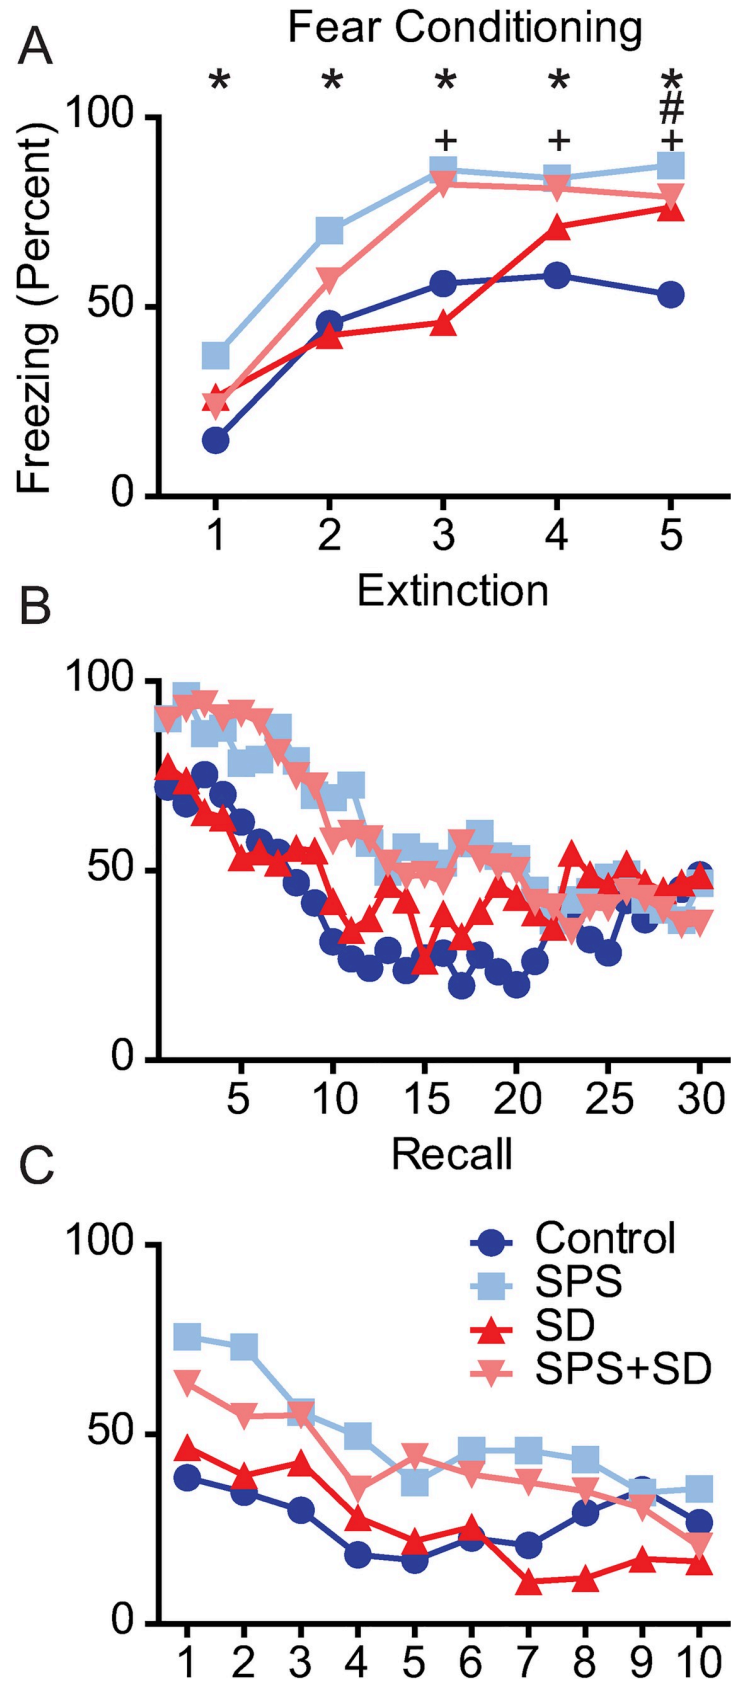 A
Fear Conditioning
* * * * *
#
+ + +
100
50
0
Freezing (Percent)
1 2 3 4 5
B
Extinction
100
50
0
5 10 15 20 25 30
C
Recall
100
50
0
Control
SPS
SD
SPS+SD
1 2 3 4 5 6 7 8 9 10